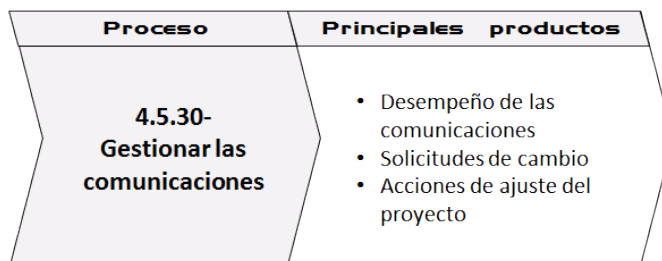 Proceso
Principales productos
4.5.30-
Gestionar las
comunicaciones
• Desempeño de las
comunicaciones
• Solicitudes de cambio
• Acciones de ajuste del
proyecto